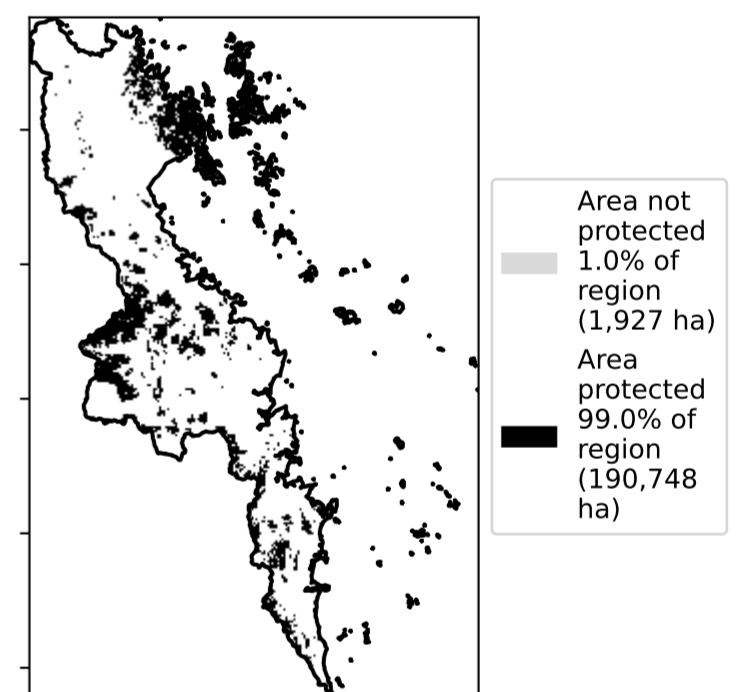 Area not
protected
1.0% of
region
(1,927 ha)
Area
protected
99.0% of
region
(190,748
ha)